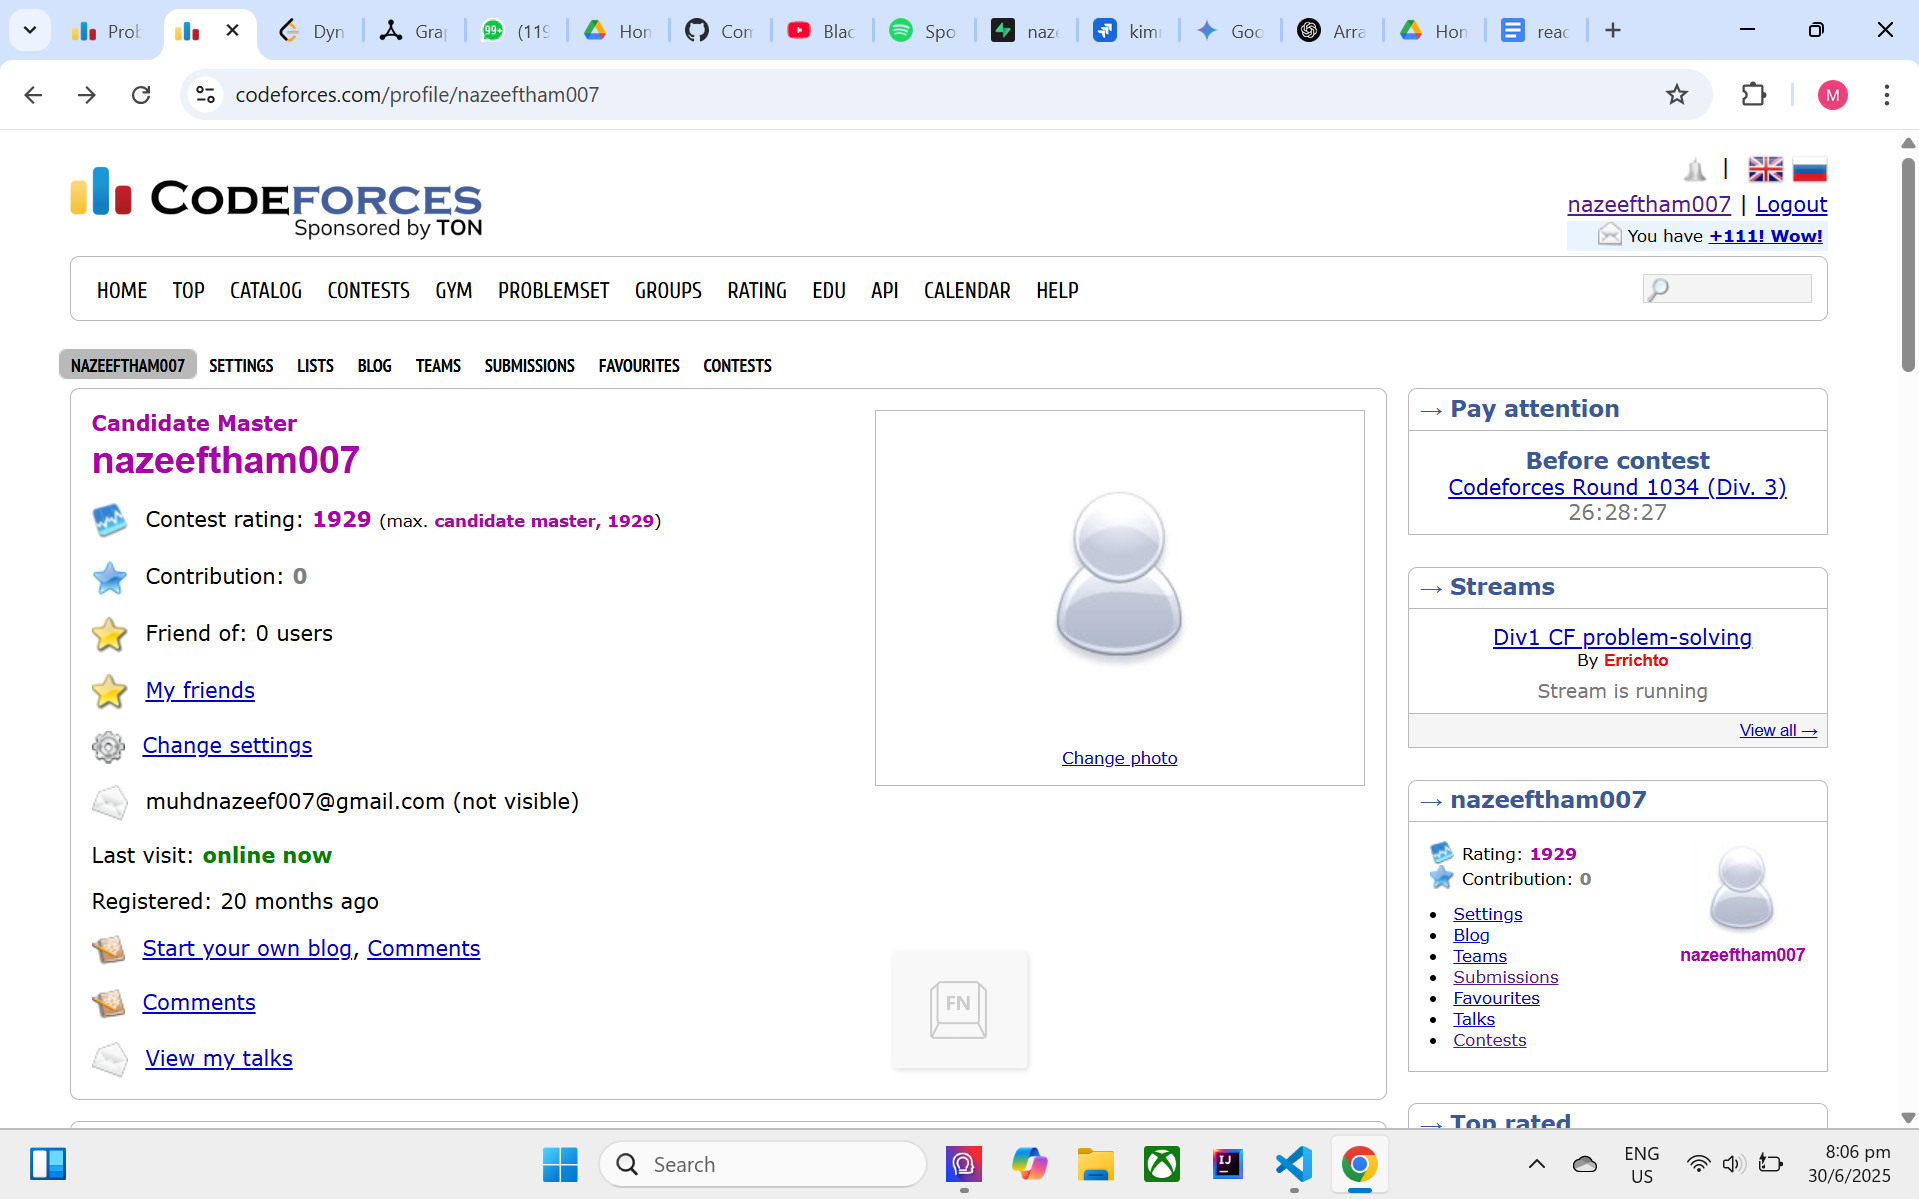 Prob
Dyn
Gra
99+
(119
Hon
Con
Blac
Spo
naze
kim
Goo
Arra
Hon
reac
codeforces.com/profile/nazeeftham007
M
CODEFORCES
Sponsored by TON
|
nazeeftham007 | Logout
You have +111! Wow!
HOME TOP CATALOG CONTESTS GYM PROBLEMSET GROUPS RATING EDU API CALENDAR HELP
NAZEEFTHAM007 SETTINGS LISTS BLOG TEAMS SUBMISSIONS FAVOURITES CONTESTS
Candidate Master
nazeeftham007
Contest rating: 1929 (max. candidate master, 1929)
Contribution: 0
Friend of: 0 users
My friends
Change settings
muhdnazeef007@gmail.com (not visible)
Last visit: online now
Registered: 20 months ago
Start your own blog, Comments
Comments
View my talks
Change photo
FN
→ Pay attention
Before contest
Codeforces Round 1034 (Div. 3)
26:28:27
→ Streams
Div1 CF problem-solving
By Errichto
Stream is running
View all →
→ nazeeftham007
Rating: 1929
Contribution: 0
Settings
Blog
Teams
Submissions
Favourites
Talks
Contests
nazeeftham007
→ Top rated
Search
IJ
ENG
US
8:06 pm
30/6/2025